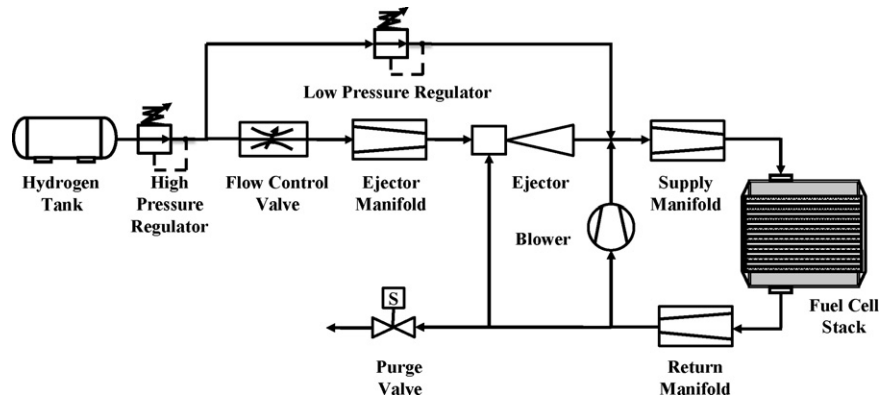 Low Pressure Regulator
Hydrogen
Tank
High
Pressure
Regulator
Flow Control
Valve
Ejector
Manifold
Ejector
Supply
Manifold
Blower
Fuel Cell
Stack
S
Purge
Valve
Return
Manifold